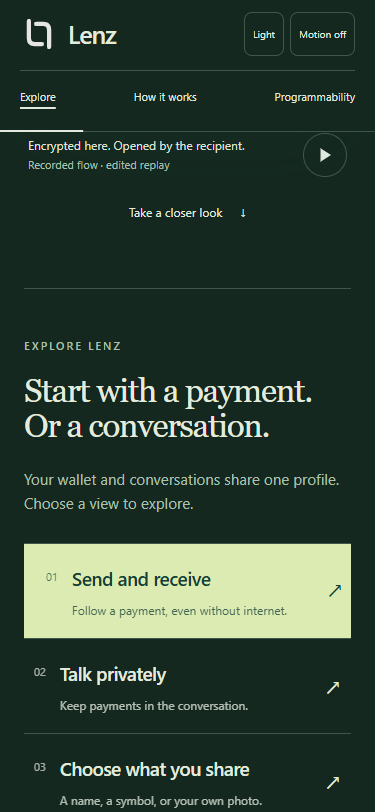 Lenz
Light
Motion off
Explore
How it works
Programmability
Encrypted here. Opened by the recipient.
Recorded flow · edited replay
Take a closer look ↓
EXPLORE LENZ
Start with a payment.
Or a conversation.
Your wallet and conversations share one profile.
Choose a view to explore.
01 Send and receive ↗
Follow a payment, even without internet.
02 Talk privately ↗
Keep payments in the conversation.
03 Choose what you share ↗
A name, a symbol, or your own photo.